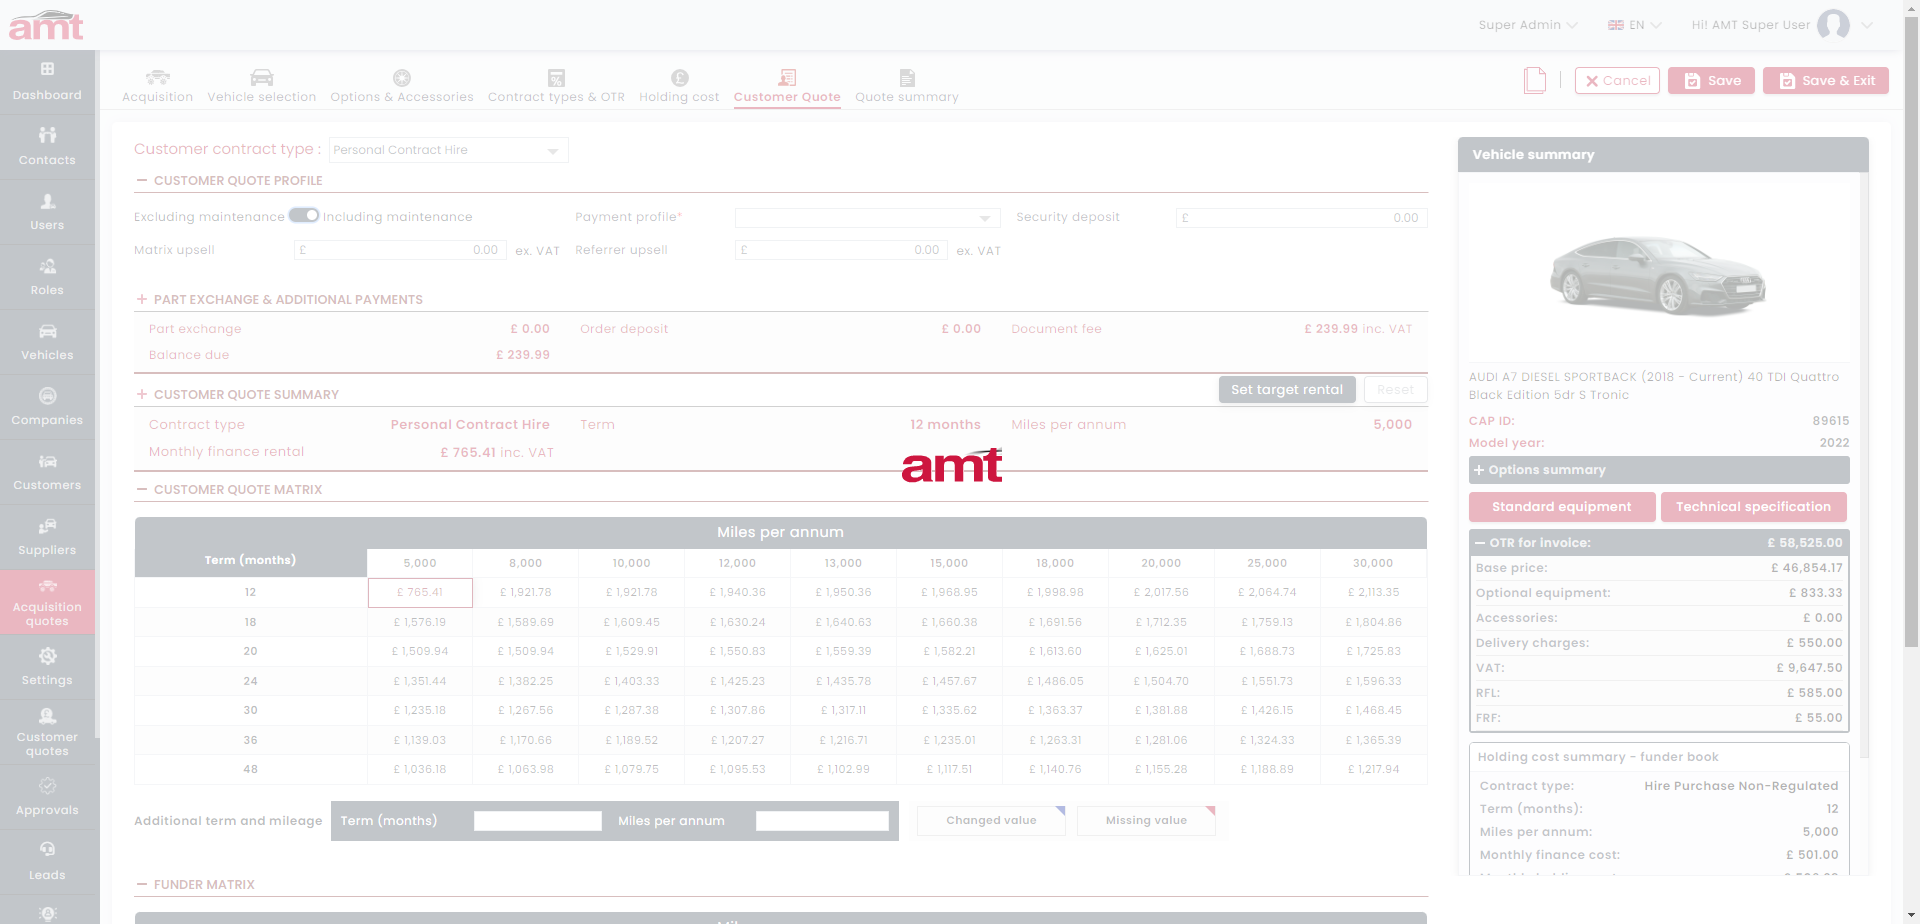 amt
Super Admin EN Hi! AMT Super User
Dashboard
Contacts
Users
Roles
Vehicles
Companies
Customers
Suppliers
Acquisition
quotes
Settings
Customer
quotes
Approvals
Leads
Acquisition Vehicle selection Options & Accessories Contract types & OTR Holding cost Customer Quote Quote summary
Cancel Save Save & Exit
Customer contract type : Personal Contract Hire
CUSTOMER QUOTE PROFILE
Excluding maintenance Including maintenance Payment profile* Security deposit £ 0.00
Matrix upsell £ 0.00 ex. VAT Referrer upsell £ 0.00 ex. VAT
PART EXCHANGE & ADDITIONAL PAYMENTS
Part exchange £ 0.00 Order deposit £ 0.00 Document fee £ 239.99 inc. VAT
Balance due £ 239.99
CUSTOMER QUOTE SUMMARY Set target rental Reset
Contract type Personal Contract Hire Term 12 months Miles per annum 5,000
Monthly finance rental £ 765.41 inc. VAT
amt
CUSTOMER QUOTE MATRIX
Miles per annum
Term (months) 5,000 8,000 10,000 12,000 13,000 15,000 18,000 20,000 25,000 30,000
12 £ 765.41 £ 1,921.78 £ 1,921.78 £ 1,940.36 £ 1,950.36 £ 1,968.95 £ 1,998.98 £ 2,017.56 £ 2,064.74 £ 2,113.35
18 £ 1,576.19 £ 1,589.69 £ 1,609.45 £ 1,630.24 £ 1,640.63 £ 1,660.38 £ 1,691.56 £ 1,712.35 £ 1,759.13 £ 1,804.86
20 £ 1,509.94 £ 1,509.94 £ 1,529.91 £ 1,550.83 £ 1,559.39 £ 1,582.21 £ 1,613.60 £ 1,625.01 £ 1,688.73 £ 1,725.83
24 £ 1,351.44 £ 1,382.25 £ 1,403.33 £ 1,425.23 £ 1,435.78 £ 1,457.67 £ 1,486.05 £ 1,504.70 £ 1,551.73 £ 1,596.33
30 £ 1,235.18 £ 1,267.56 £ 1,287.38 £ 1,307.86 £ 1,317.11 £ 1,335.62 £ 1,363.37 £ 1,381.88 £ 1,426.15 £ 1,468.45
36 £ 1,139.03 £ 1,170.66 £ 1,189.52 £ 1,207.27 £ 1,216.71 £ 1,235.01 £ 1,263.31 £ 1,281.06 £ 1,324.33 £ 1,365.39
48 £ 1,036.18 £ 1,063.98 £ 1,079.75 £ 1,095.53 £ 1,102.99 £ 1,117.51 £ 1,140.76 £ 1,155.28 £ 1,188.89 £ 1,217.94
Additional term and mileage Term (months) Miles per annum Changed value Missing value
FUNDER MATRIX
Vehicle summary
AUDI A7 DIESEL SPORTBACK (2018 - Current) 40 TDI Quattro
Black Edition 5dr S Tronic
CAP ID: 89615
Model year: 2022
Options summary
Standard equipment Technical specification
OTR for invoice: £ 58,525.00
Base price: £ 46,854.17
Optional equipment: £ 833.33
Accessories: £ 0.00
Delivery charges: £ 550.00
VAT: £ 9,647.50
RFL: £ 585.00
FRF: £ 55.00
Holding cost summary - funder book
Contract type: Hire Purchase Non-Regulated
Term (months): 12
Miles per annum: 5,000
Monthly finance cost: £ 501.00